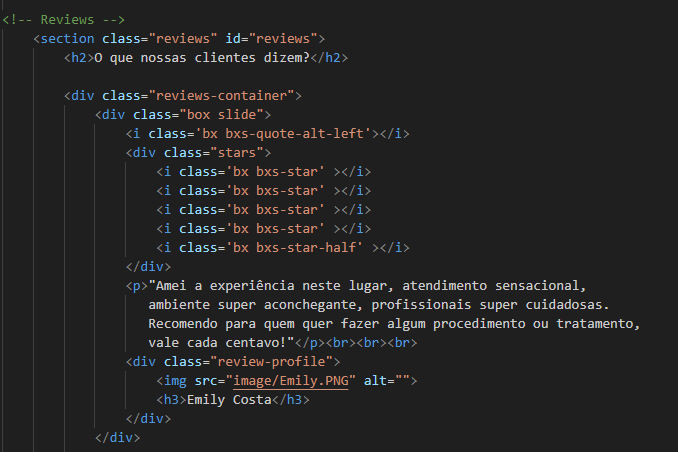 <!-- Reviews -->
<section class="reviews" id="reviews">
<h2>O que nossas clientes dizem?</h2>
<div class="reviews-container">
<div class="box slide">
<i class='bx bxs-quote-alt-left'></i>
<div class="stars">
<i class='bx bxs-star' ></i>
<i class='bx bxs-star' ></i>
<i class='bx bxs-star' ></i>
<i class='bx bxs-star' ></i>
<i class='bx bxs-star-half' ></i>
</div>
<p>"Amei a experiência neste lugar, atendimento sensacional,
ambiente super aconchegante, profissionais super cuidadosas.
Recomendo para quem quer fazer algum procedimento ou tratamento,
vale cada centavo!"</p><br><br><br>
<div class="review-profile">
<img src="image/Emily.PNG" alt="">
<h3>Emily Costa</h3>
</div>
</div>